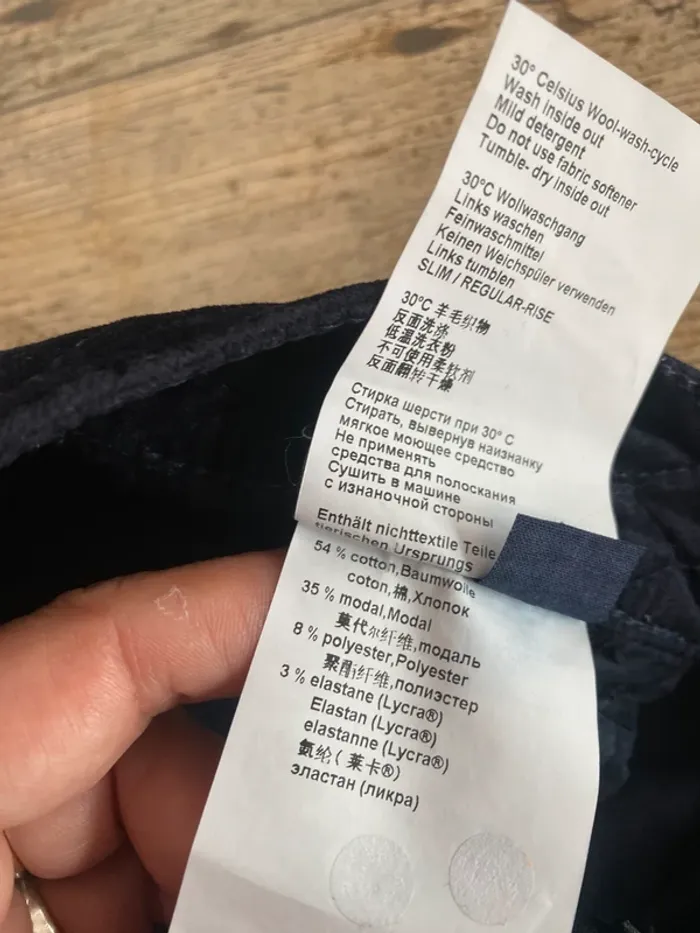 30° Celsius Wool-wash-cycle
Wash inside out
Mild detergent
Do not use fabric softener
Tumble- dry inside out
30°C Wollwaschgang
Links waschen
Feinwaschmittel
Keinen Weichspüler verwenden
Links tumblen
SLIM / REGULAR-RISE
30°C 羊毛织物
反面洗涤
低温洗衣粉
不可使用柔软剂
反面翻转干燥
Стирка шерсти при 30° С
Стирать, вывернув наизнанку
мягкое моющее средство
Не применять
средства для полоскания
Сушить в машине
с изнаночной стороны
Enthält nichttextile Teile
tierischen Ursprungs
54 % cotton,Baumwolle
coton,棉,Хлопок
35 % modal,Modal
莫代尔纤维,модаль
8 % polyester,Polyester
聚酯纤维,полиэстер
3 % elastane (Lycra®)
Elastan (Lycra®)
elastanne (Lycra®)
氨纶( 莱卡®)
эластан (ликра)